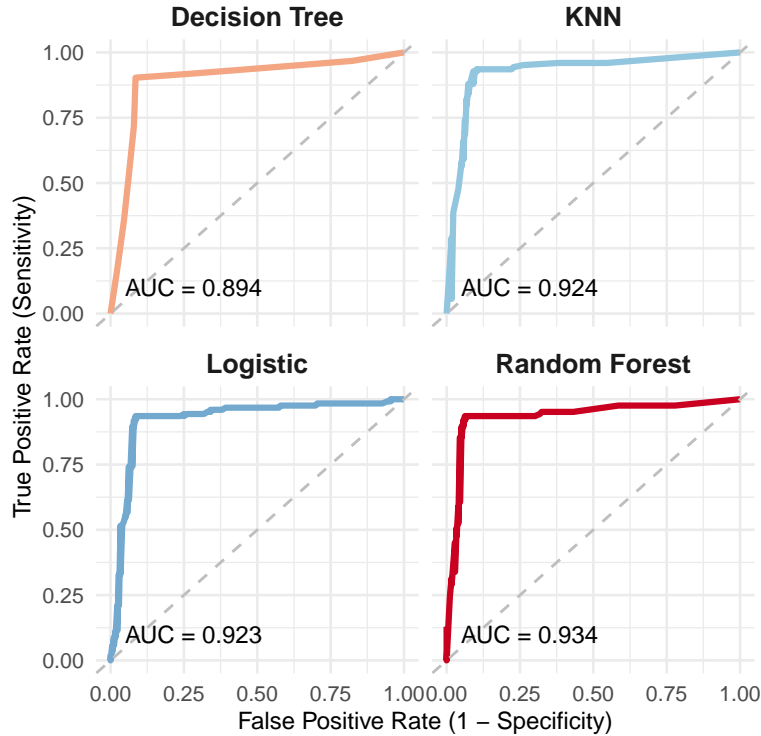 Decision Tree
KNN
1.00
0.75
0.50
0.25
0.00
AUC = 0.894
AUC = 0.924
True Positive Rate (Sensitivity)
Logistic
Random Forest
1.00
0.75
0.50
0.25
0.00
AUC = 0.923
AUC = 0.934
0.00 0.25 0.50 0.75 1.00
0.00 0.25 0.50 0.75 1.00
False Positive Rate (1 − Specificity)